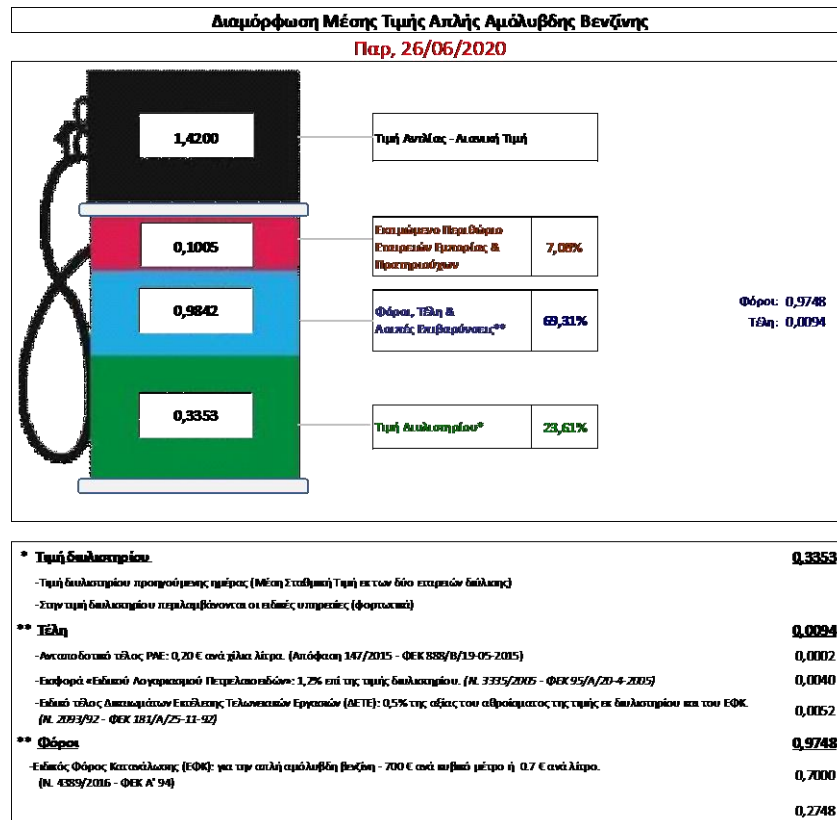 Διαμόρφωση Μέσης Τιμής Απλής Αμόλυβδης Βενζίνης
Παρ, 26/06/2020
1,4200
Τιμή Αντλίας - Λιανική Τιμή
0,1005
Εκτιμώμενο Περιθώριο
Εταιρειών Εμπορίας &
Πρατηριούχων
7,08%
0,9842
Φόροι, Τέλη &
Λοιπές Επιβαρύνσεις**
69,31%
Φόροι: 0,9748
Τέλη: 0,0094
0,3353
Τιμή Διυλιστηρίου*
23,61%
* Τιμή διυλιστηρίου 0,3353
-Τιμή διυλιστηρίου προηγούμενης ημέρας (Μέση Σταθμική Τιμή εκ των δύο εταιρειών διύλισης)
-Στην τιμή διυλιστηρίου περιλαμβάνονται οι ειδικές υπηρεσίες (φορτωτικά)
** Τέλη 0,0094
-Ανταποδοτικό τέλος ΡΑΕ: 0,20 € ανά χίλια λίτρα. (Απόφαση 147/2015 - ΦΕΚ 888/Β/19-05-2015) 0,0002
-Εισφορά «Ειδικού Λογαριασμού Πετρελαιοειδών»: 1,2% επί της τιμής διυλιστηρίου. (Ν. 3335/2005 - ΦΕΚ 95/Α/20-4-2005) 0,0040
-Ειδικό τέλος Δικαιωμάτων Εκτέλεσης Τελωνειακών Εργασιών (ΔΕΤΕ): 0,5% της αξίας του αθροίσματος της τιμής εκ διυλιστηρίου και του ΕΦΚ. 0,0052
(Ν. 2093/92 - ΦΕΚ 181/Α/25-11-92)
** Φόροι 0,9748
-Ειδικός Φόρος Κατανάλωσης (ΕΦΚ): για την απλή αμόλυβδη βενζίνη - 700 € ανά κυβικό μέτρο ή 0.7 € ανά λίτρο. 0,7000
(Ν. 4389/2016 - ΦΕΚ Α' 94)
0,2748